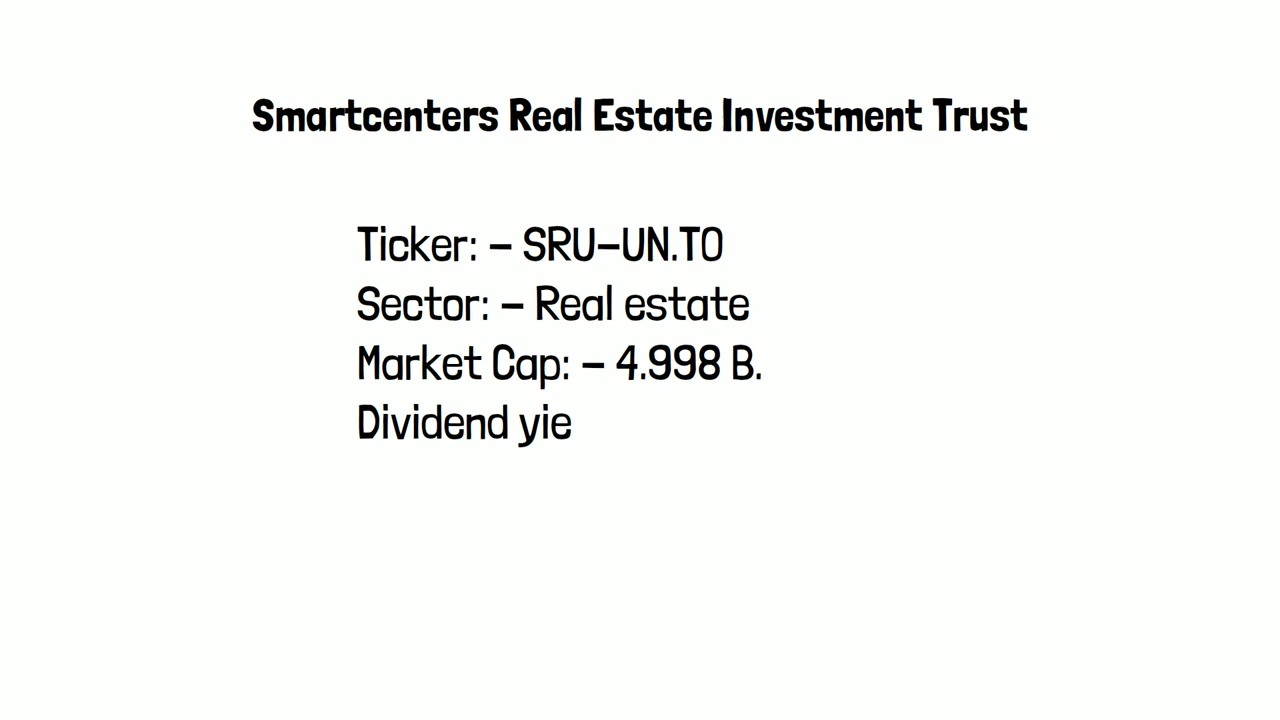 Smartcenters Real Estate Investment Trust
Ticker: – SRU-UN.TO
Sector: – Real estate
Market Cap: – 4.998 B.
Dividend yie